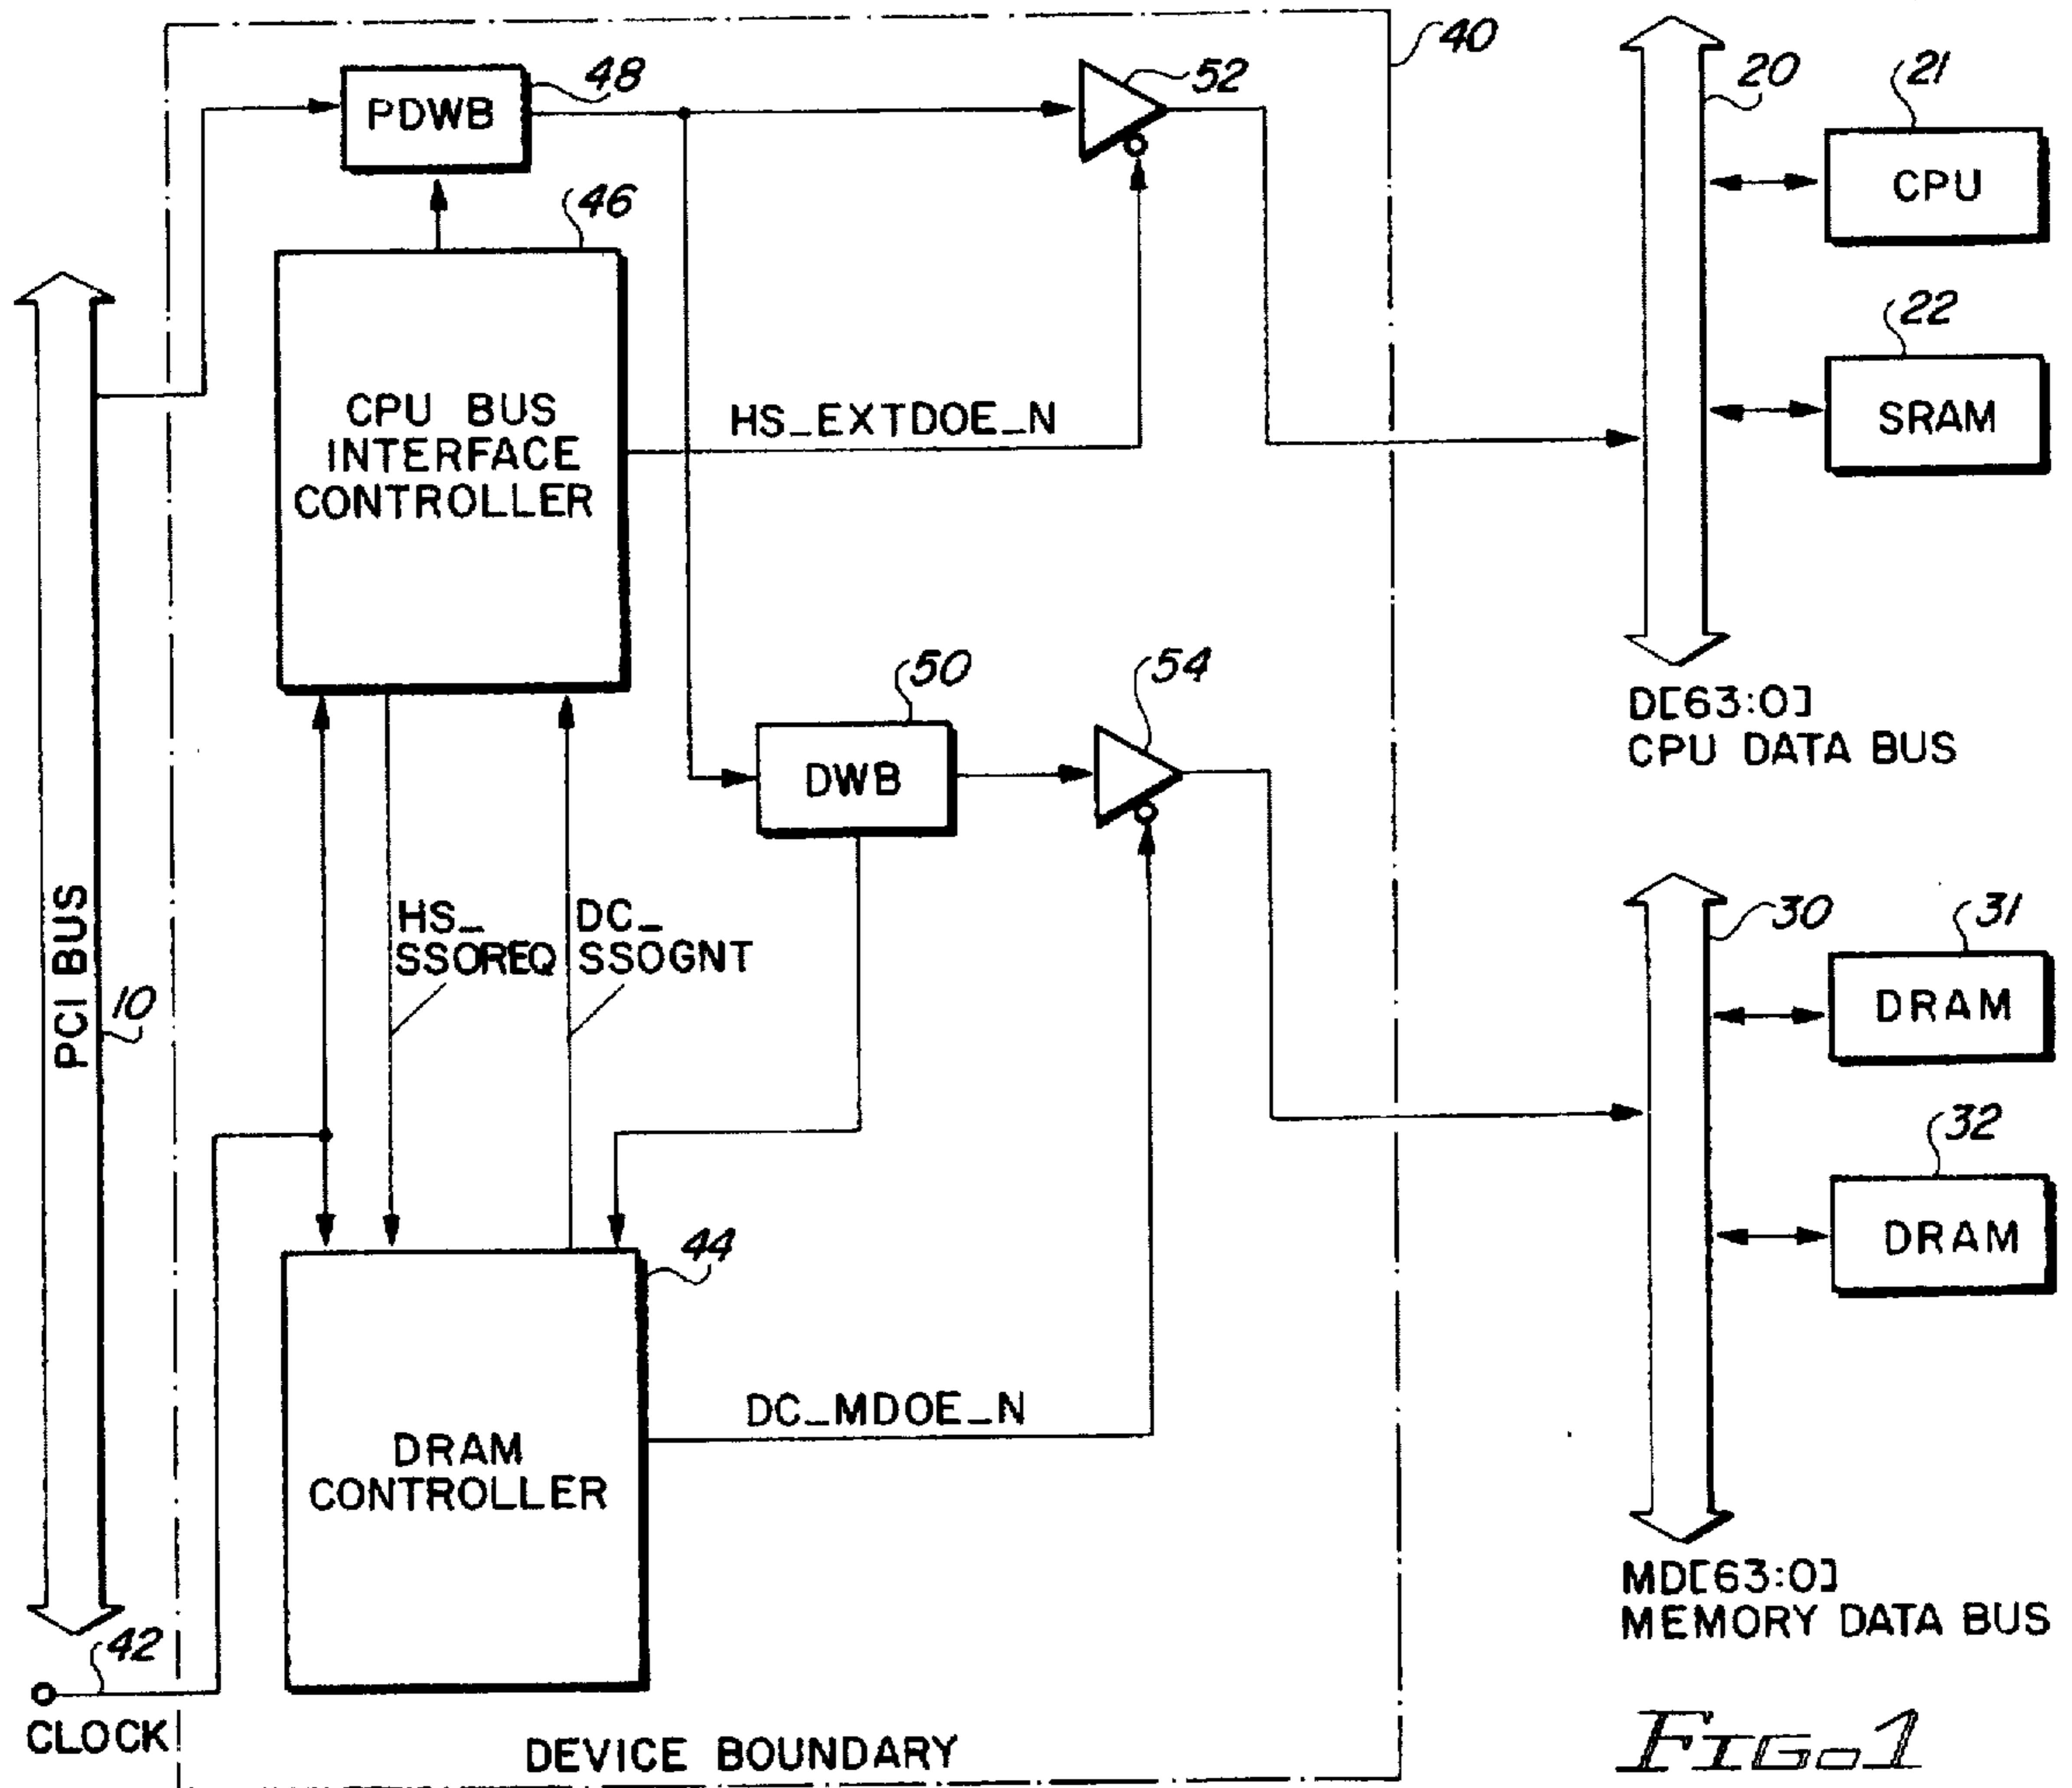 40
48
PDWB
52
20
21
CPU
46
22
SRAM
CPU BUS
INTERFACE
CONTROLLER
HS_EXTDOE_N
50
DWB
54
D[63:0]
CPU DATA BUS
PCI BUS
10
HS_
SSOREQ
DC_
SSOGNT
30
31
DRAM
32
DRAM
44
DRAM
CONTROLLER
DC_MDOE_N
MD[63:0]
MEMORY DATA BUS
42
CLOCK
DEVICE BOUNDARY
FIG. 1